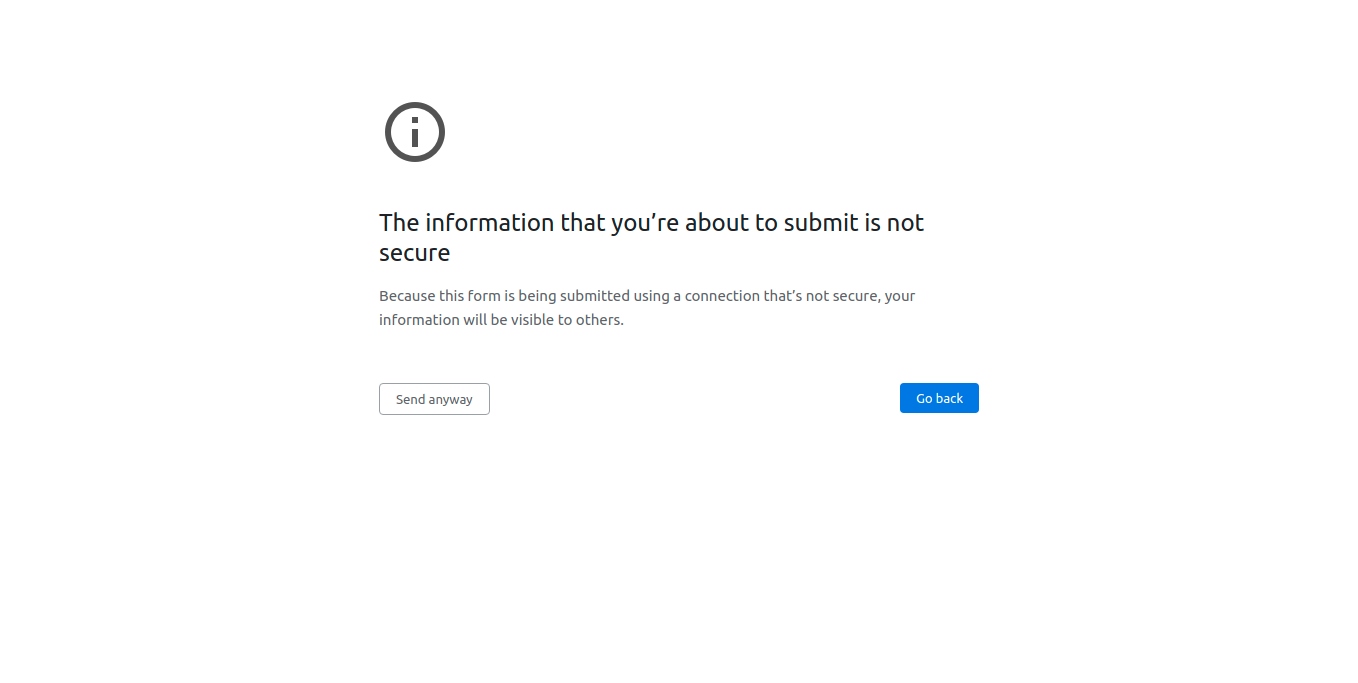 The information that you’re about to submit is not
secure
Because this form is being submitted using a connection that’s not secure, your
information will be visible to others.
Send anyway
Go back